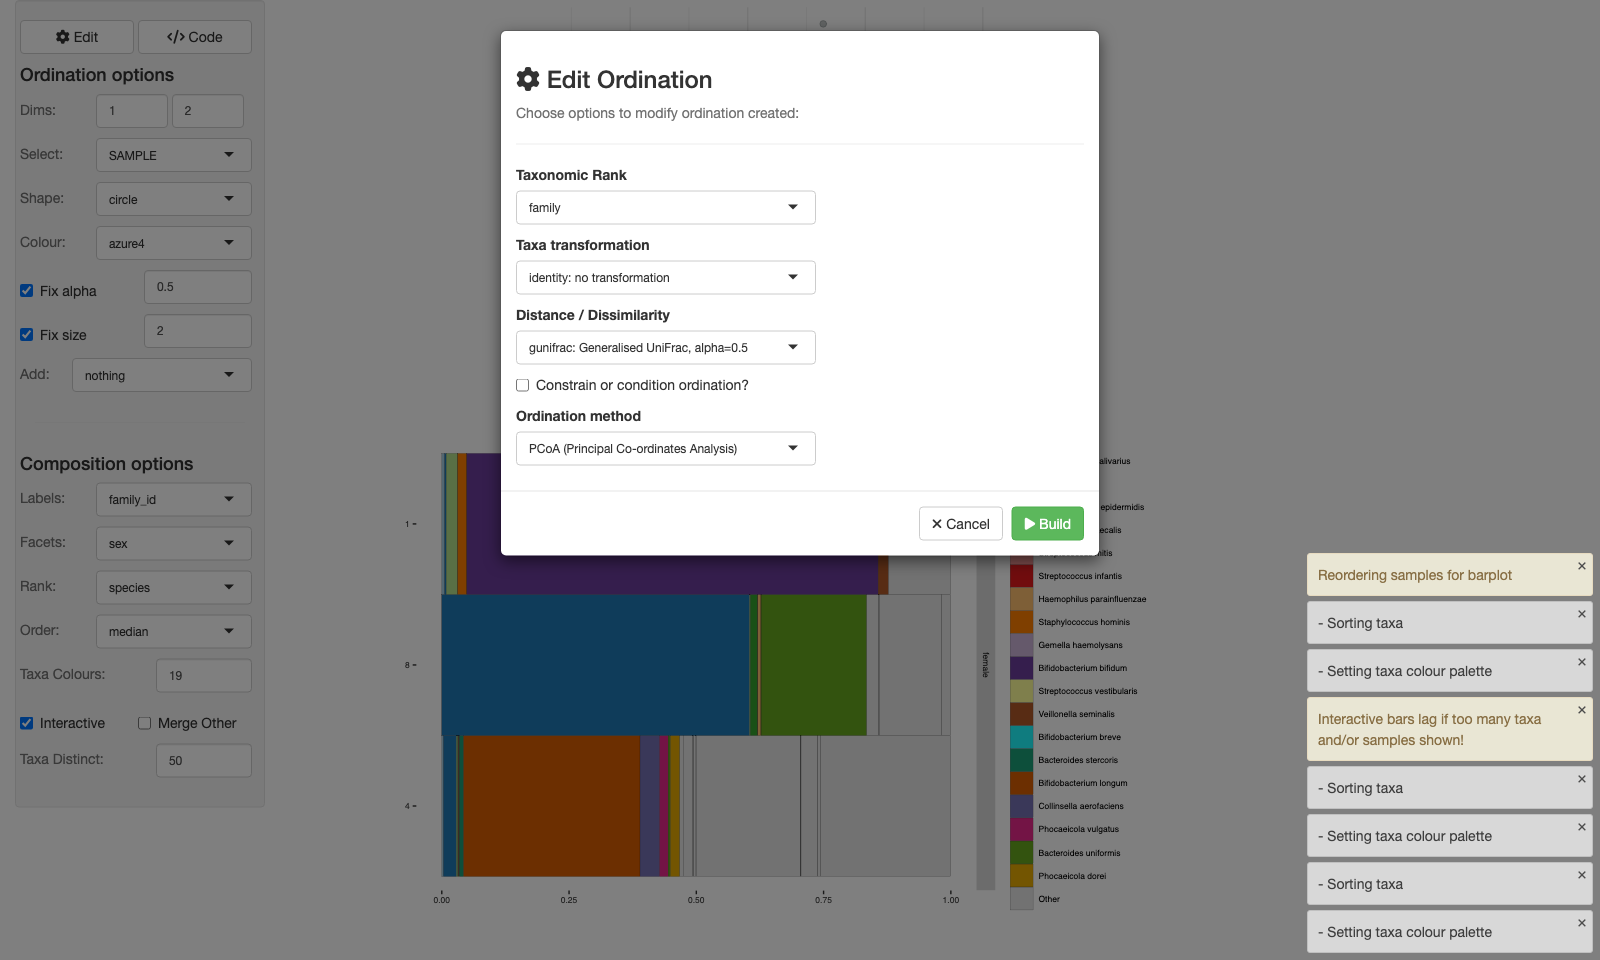 Edit
</> Code
Ordination options
Dims:
1
2
Select:
SAMPLE
Shape:
circle
Colour:
azure4
Fix alpha
0.5
Fix size
2
Add:
nothing
Composition options
Labels:
family_id
Facets:
sex
Rank:
species
Order:
median
Taxa Colours:
19
Interactive
Merge Other
Taxa Distinct:
50
Edit Ordination
Choose options to modify ordination created:
Taxonomic Rank
family
Taxa transformation
identity: no transformation
Distance / Dissimilarity
gunifrac: Generalised UniFrac, alpha=0.5
Constrain or condition ordination?
Ordination method
PCoA (Principal Co-ordinates Analysis)
Cancel
Build
1
8
4
0.00
0.25
0.50
0.75
1.00
female
alivarius
epidermidis
Streptococcus infantis
Haemophilus parainfluenzae
Staphylococcus hominis
Gemella haemolysans
Bifidobacterium bifidum
Streptococcus vestibularis
Veillonella seminalis
Bifidobacterium breve
Bacteroides stercoris
Bifidobacterium longum
Collinsella aerofaciens
Phocaeicola vulgatus
Bacteroides uniformis
Phocaeicola dorei
Other
Reordering samples for barplot
- Sorting taxa
- Setting taxa colour palette
Interactive bars lag if too many taxa
and/or samples shown!
- Sorting taxa
- Setting taxa colour palette
- Sorting taxa
- Setting taxa colour palette